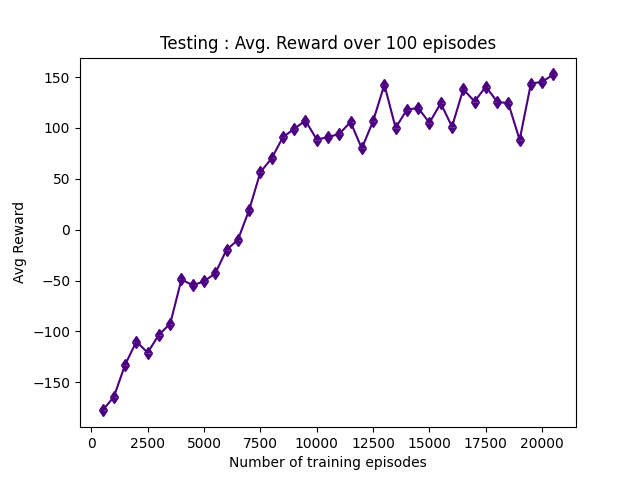 Testing : Avg. Reward over 100 episodes
150
100
50
0
−50
−100
−150
Avg Reward
0 2500 5000 7500 10000 12500 15000 17500 20000
Number of training episodes